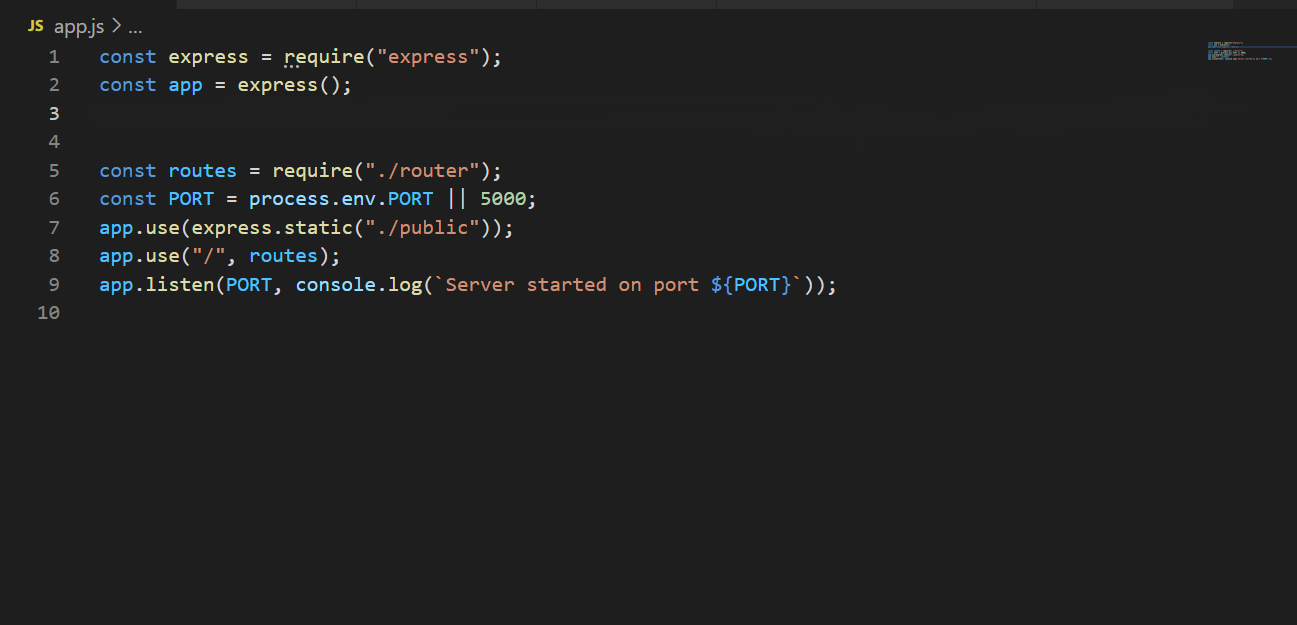 JS app.js > ...
1 const express = require("express");
2 const app = express();
3
4
5 const routes = require("./router");
6 const PORT = process.env.PORT || 5000;
7 app.use(express.static("./public"));
8 app.use("/", routes);
9 app.listen(PORT, console.log(`Server started on port ${PORT}`));
10